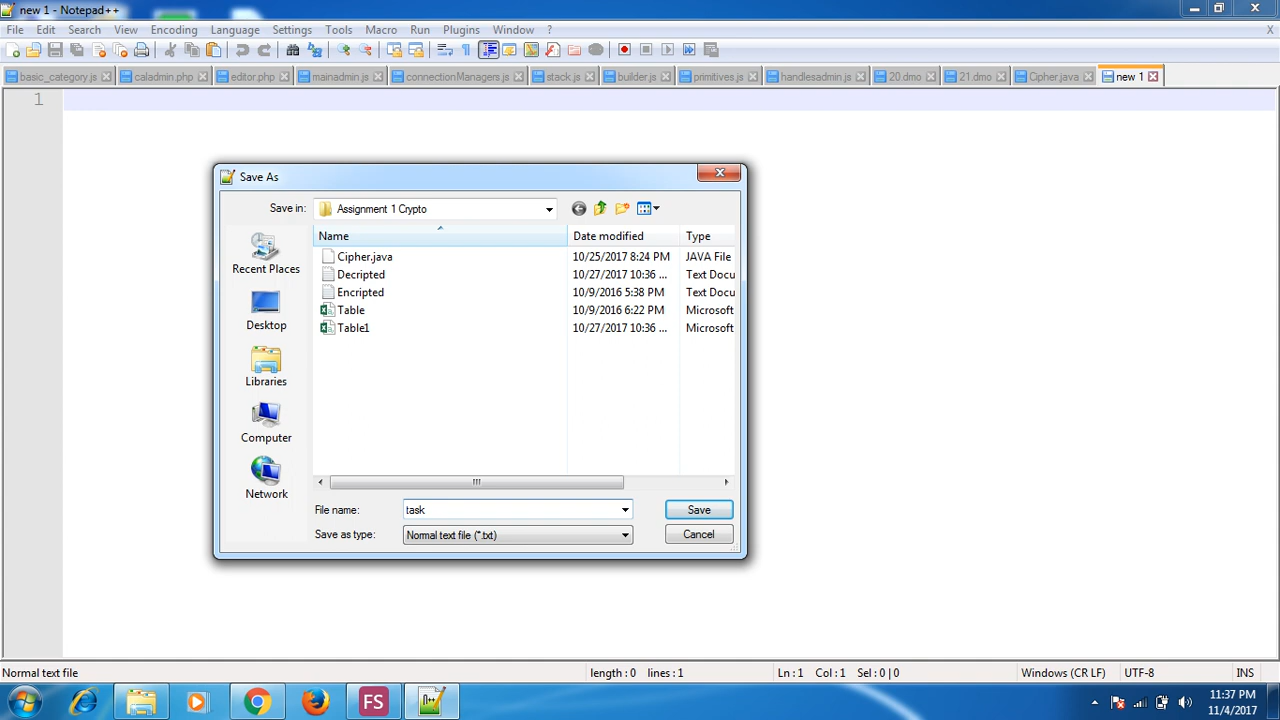 new 1 - Notepad++
File Edit Search View Encoding Language Settings Tools Macro Run Plugins Window ? X
basic_category.js caladmin.php editor.php mainadmin.js connectionManagers.js stack.js builder.js primitives.js handlesadmin.js 20.dmo 21.dmo Cipher.java new 1
1
Save As
Save in: Assignment 1 Crypto
Name Date modified Type
Cipher.java 10/25/2017 8:24 PM JAVA File
Decripted 10/27/2017 10:36 ... Text Docu
Encripted 10/9/2016 5:38 PM Text Docu
Table 10/9/2016 6:22 PM Microsoft
Table1 10/27/2017 10:36 ... Microsoft
Recent Places
Desktop
Libraries
Computer
Network
File name: task Save
Save as type: Normal text file (*.txt) Cancel
Normal text file length : 0 lines : 1 Ln : 1 Col : 1 Sel : 0 | 0 Windows (CR LF) UTF-8 INS
FS
11:37 PM
11/4/2017